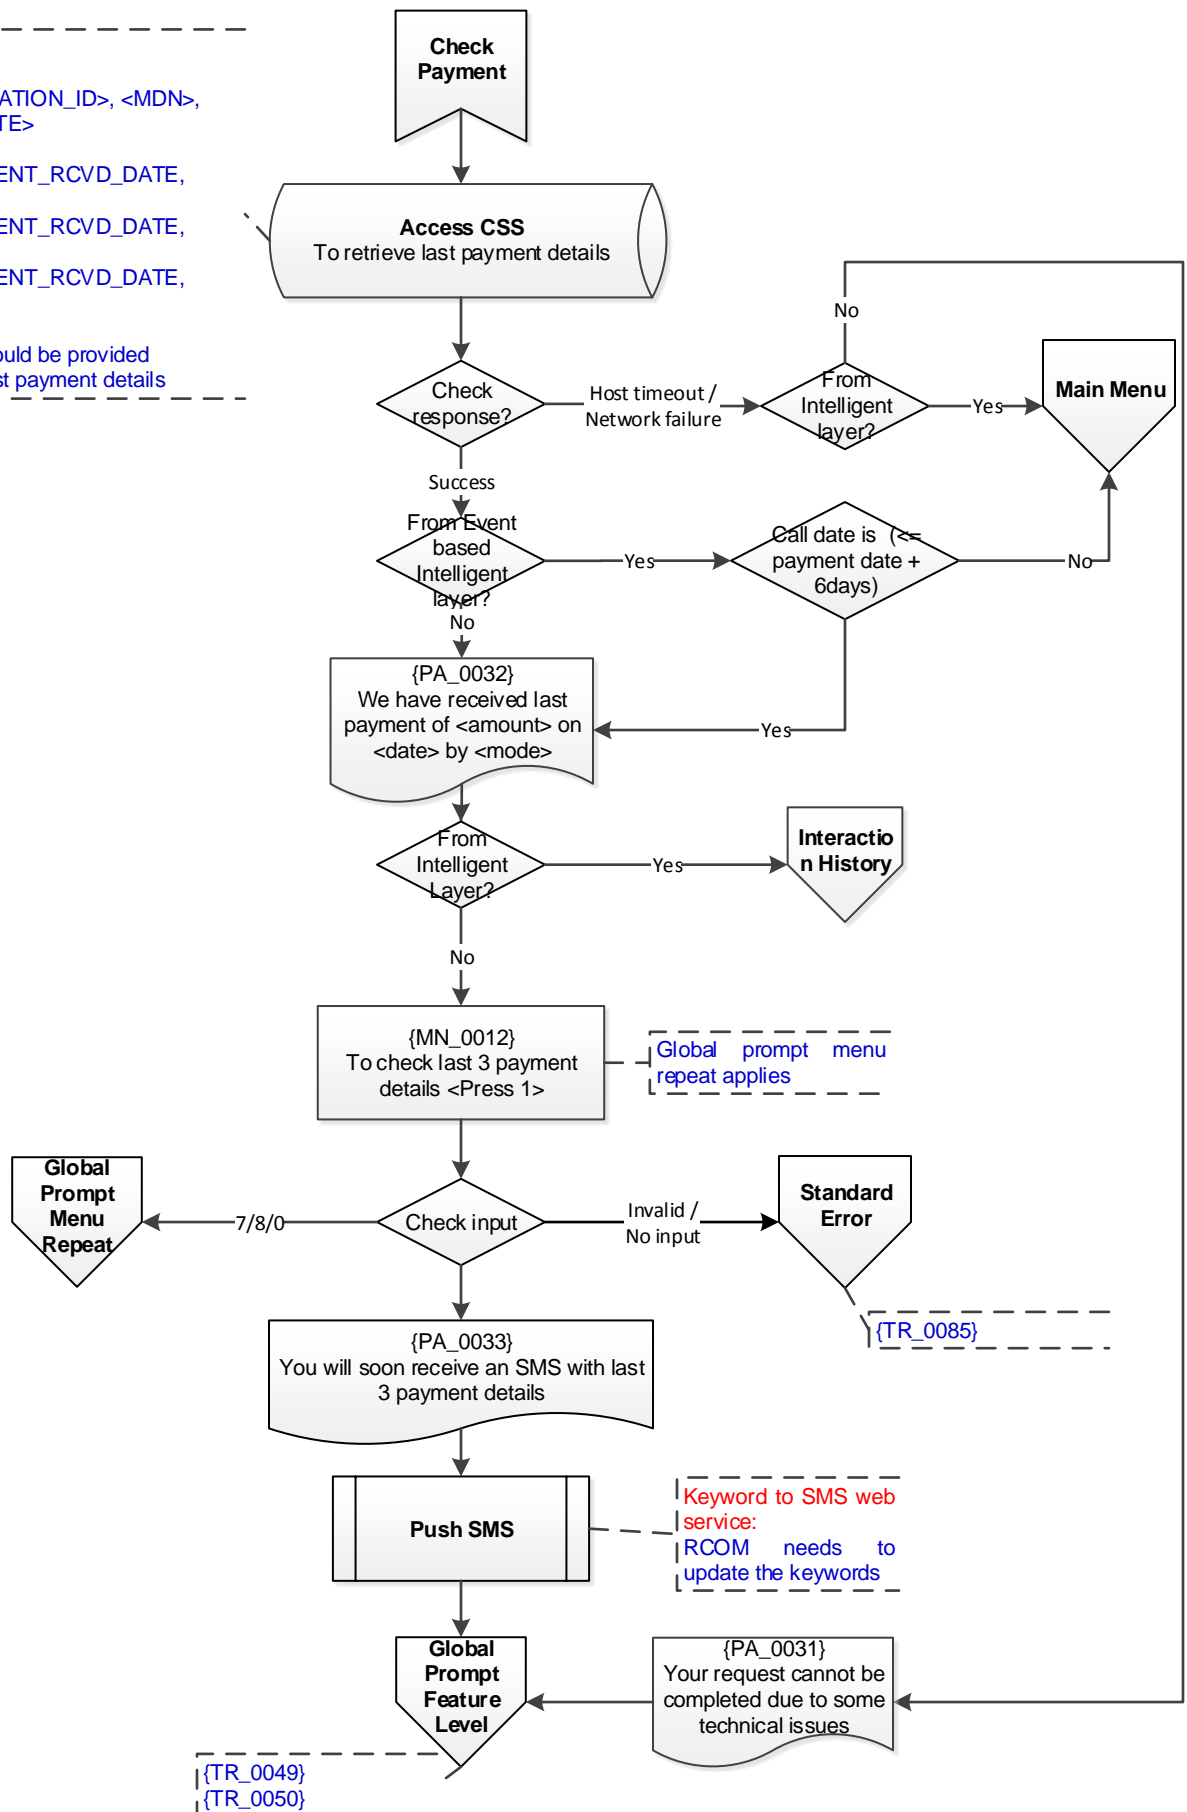 Check
Payment
ATION_ID>, <MDN>,
TE>
ENT_RCVD_DATE,
ENT_RCVD_DATE,
ENT_RCVD_DATE,
ould be provided
st payment details
Access CSS
To retrieve last payment details
No
Check
response?
Host timeout /
Network failure
From
Intelligent
layer?
Yes
Main Menu
Success
From Event
based
Intelligent
layer?
Yes
Call date is (<=
payment date +
6days)
No
No
{PA_0032}
We have received last
payment of <amount> on
<date> by <mode>
Yes
From
Intelligent
Layer?
Yes
Interactio
n History
No
{MN_0012}
To check last 3 payment
details <Press 1>
Global prompt menu
repeat applies
Global
Prompt
Menu
Repeat
7/8/0
Check input
Invalid /
No input
Standard
Error
{TR_0085}
{PA_0033}
You will soon receive an SMS with last
3 payment details
Push SMS
Keyword to SMS web
service:
RCOM needs to
update the keywords
Global
Prompt
Feature
Level
{PA_0031}
Your request cannot be
completed due to some
technical issues
{TR_0049}
{TR_0050}